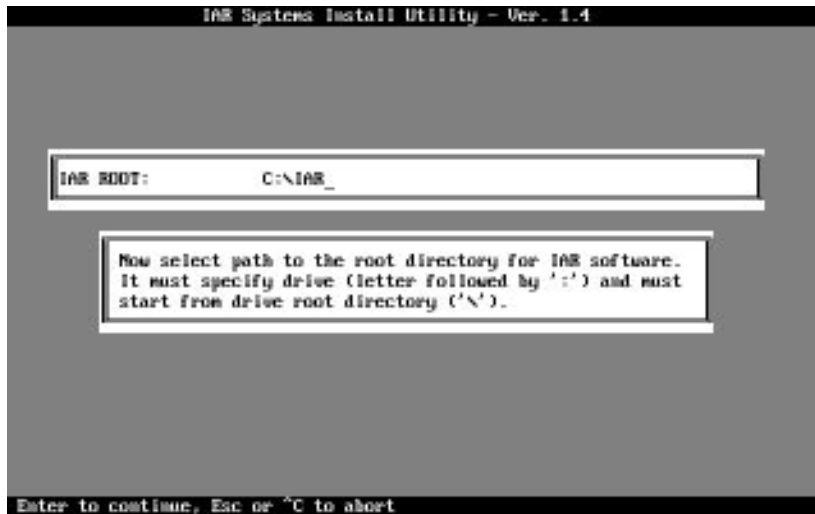 IAR Systems Install Utility - Ver. 1.4
IAR ROOT: C:\IAR_
Now select path to the root directory for IAR software.
It must specify drive (letter followed by ':') and must
start from drive root directory ('\').
Enter to continue, Esc or ^C to abort